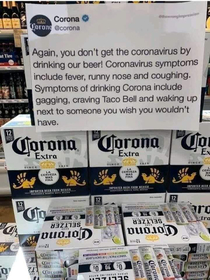 Corona
@corona
Again, you don't get the coronavirus by
drinking our beer! Coronavirus symptoms
include fever, runny nose and coughing.
Symptoms of drinking Corona include
gagging, craving Taco Bell and waking up
next to someone you wish you wouldn't
have.
Corona
Extra
Corona
Extra
Corona
SELTZER
SELTZER